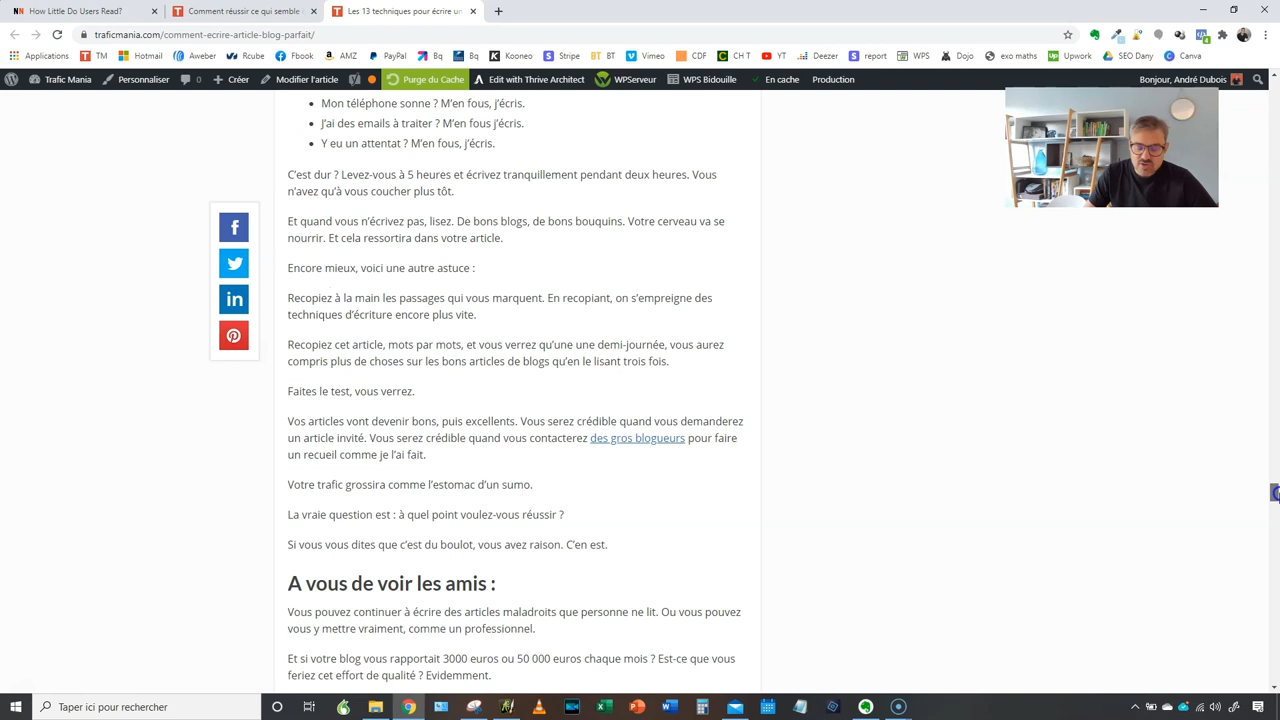 How Little Do Users Read?
Comment réussir ce qui semble
Les 13 techniques pour écrire un
traficmania.com/comment-ecrire-article-blog-parfait/
Applications TM Hotmail Aweber Rcube Ebook AMZ PayPal Bq Bq Kooneo Stripe BT BT Vimeo CDF CH T YT Deezer report WPS Dojo exo maths Upwork SEO Dany Canva
Trafic Mania Personnaliser 0 Créer Modifier l'article Purge du Cache Edit with Thrive Architect WPServeur WPS Bidouille En cache Production Bonjour, André Dubois
• Mon téléphone sonne ? M'en fous, j'écris.
• J'ai des emails à traiter ? M'en fous j'écris.
• Y eu un attentat ? M'en fous, j'écris.
C'est dur ? Levez-vous à 5 heures et écrivez tranquillement pendant deux heures. Vous
n'avez qu'à vous coucher plus tôt.
Et quand vous n'écrivez pas, lisez. De bons blogs, de bons bouquins. Votre cerveau va se
nourrir. Et cela ressortira dans votre article.
Encore mieux, voici une autre astuce :
Recopiez à la main les passages qui vous marquent. En recopiant, on s'empreigne des
techniques d'écriture encore plus vite.
Recopiez cet article, mots par mots, et vous verrez qu'une une demi-journée, vous aurez
compris plus de choses sur les bons articles de blogs qu'en le lisant trois fois.
Faites le test, vous verrez.
Vos articles vont devenir bons, puis excellents. Vous serez crédible quand vous demanderez
un article invité. Vous serez crédible quand vous contacterez des gros blogueurs pour faire
un recueil comme je l'ai fait.
Votre trafic grossira comme l'estomac d'un sumo.
La vraie question est : à quel point voulez-vous réussir ?
Si vous vous dites que c'est du boulot, vous avez raison. C'en est.
A vous de voir les amis :
Vous pouvez continuer à écrire des articles maladroits que personne ne lit. Ou vous pouvez
vous y mettre vraiment, comme un professionnel.
Et si votre blog vous rapportait 3000 euros ou 50 000 euros chaque mois ? Est-ce que vous
feriez cet effort de qualité ? Evidemment.
Taper ici pour rechercher